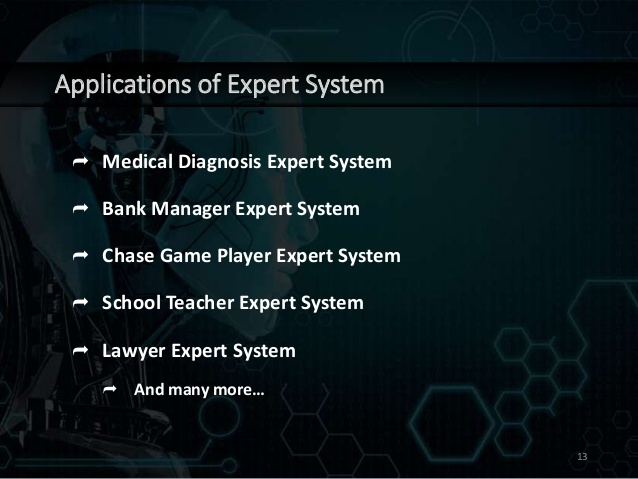 Applications of Expert System
Medical Diagnosis Expert System
Bank Manager Expert System
Chase Game Player Expert System
School Teacher Expert System
Lawyer Expert System
And many more…
13